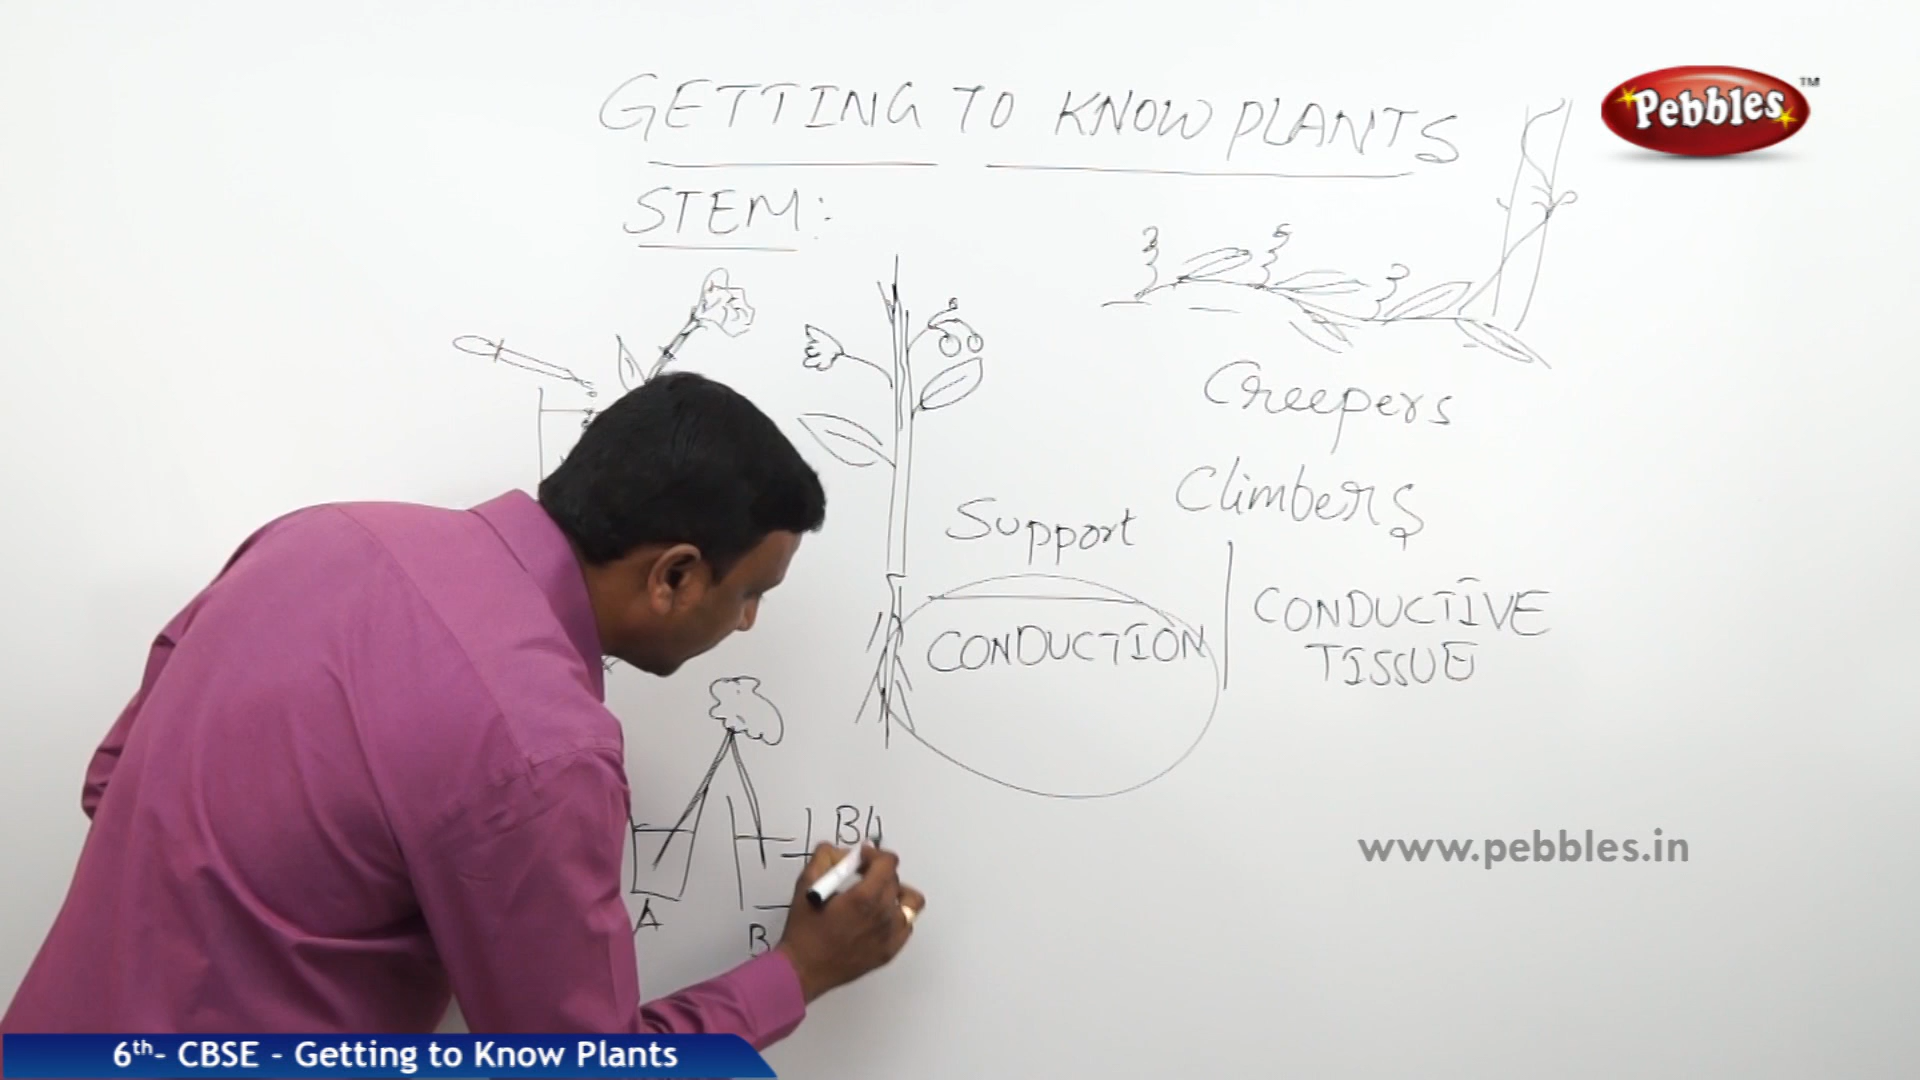 GETTING TO KNOW PLANTS
Pebbles™
STEM:
Creepers
Climbers
Support
CONDUCTION
CONDUCTIVE
TISSUE
A
B
www.pebbles.in
6th- CBSE - Getting to Know Plants